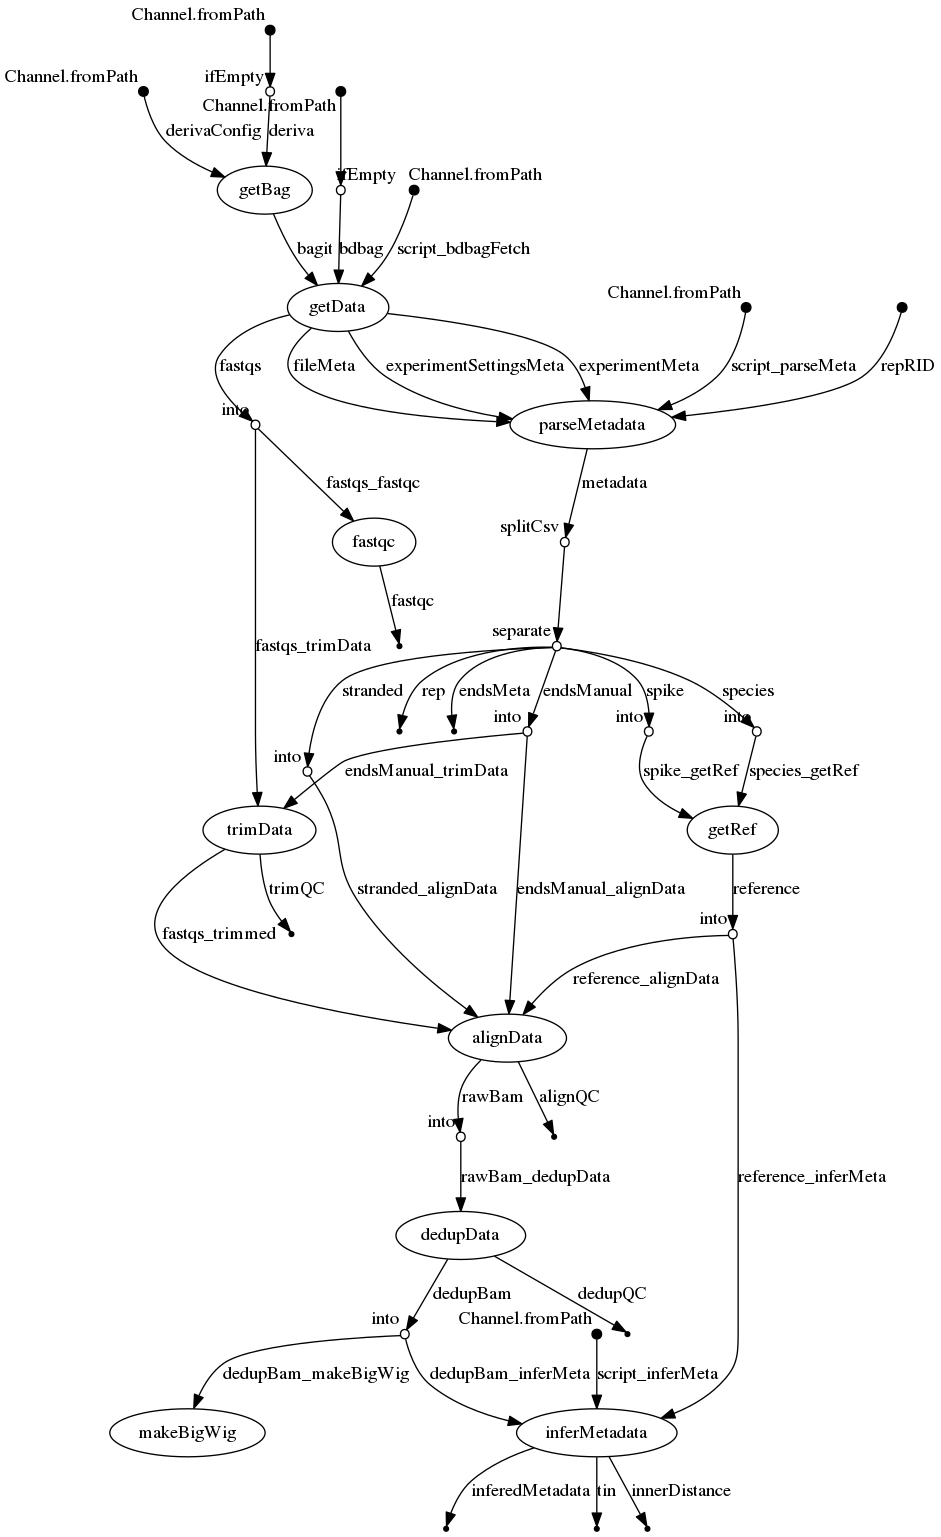 Channel.fromPath
Channel.fromPath
ifEmpty
Channel.fromPath
derivaConfig
deriva
ifEmpty
Channel.fromPath
getBag
bagit
bdbag
script_bdbagFetch
Channel.fromPath
getData
fastqs
fileMeta
experimentSettingsMeta
experimentMeta
script_parseMeta
repRID
into
parseMetadata
fastqs_fastqc
metadata
splitCsv
fastqc
fastqc
separate
fastqs_trimData
stranded
rep
endsMeta
endsManual
spike
species
into
into
into
into
endsManual_trimData
spike_getRef
species_getRef
trimData
getRef
trimQC
stranded_alignData
endsManual_alignData
reference
into
fastqs_trimmed
reference_alignData
alignData
rawBam
alignQC
into
rawBam_dedupData
reference_inferMeta
dedupData
dedupBam
dedupQC
into
Channel.fromPath
dedupBam_makeBigWig
dedupBam_inferMeta
script_inferMeta
makeBigWig
inferMetadata
inferedMetadata
tin
innerDistance